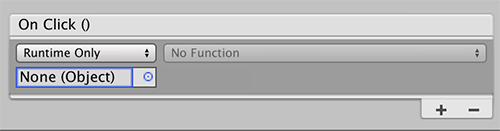 On Click ()
Runtime Only No Function
None (Object)
+ -